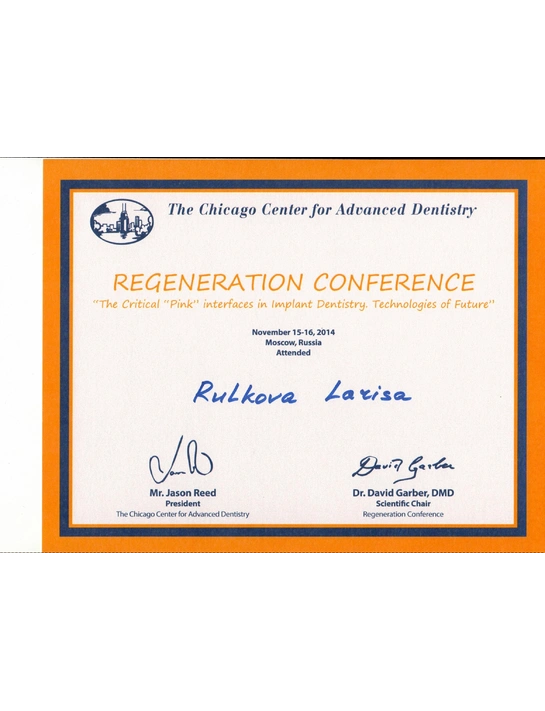 The Chicago Center for Advanced Dentistry
REGENERATION CONFERENCE
"The Critical "Pink" interfaces in Implant Dentistry. Technologies of Future"
November 15-16, 2014
Moscow, Russia
Attended
Rulkova Larisa
David Garber
Mr. Jason Reed
President
The Chicago Center for Advanced Dentistry
Dr. David Garber, DMD
Scientific Chair
Regeneration Conference